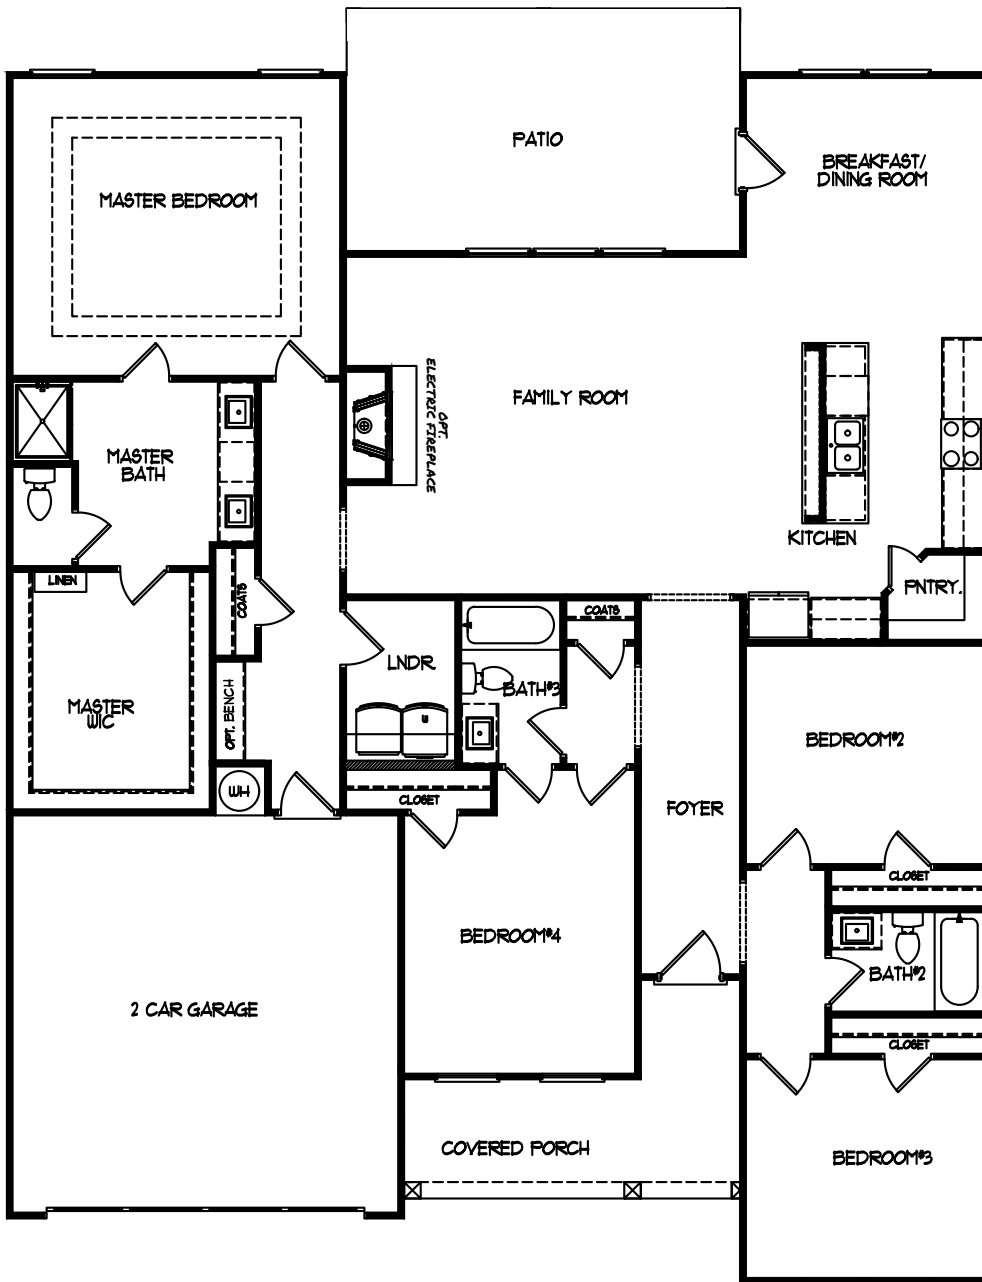 PATIO
BREAKFAST/
DINING ROOM
MASTER BEDROOM
OPT.
ELECTRIC FIREPLACE
FAMILY ROOM
MASTER
BATH
KITCHEN
LINEN
COATS
PNTRY.
COATS
LNDR.
BATH#3
OPT. BENCH
MASTER
WIC
BEDROOM#2
WH
CLOSET
FOYER
CLOSET
BEDROOM#4
BATH#2
2 CAR GARAGE
CLOSET
COVERED PORCH
BEDROOM#3